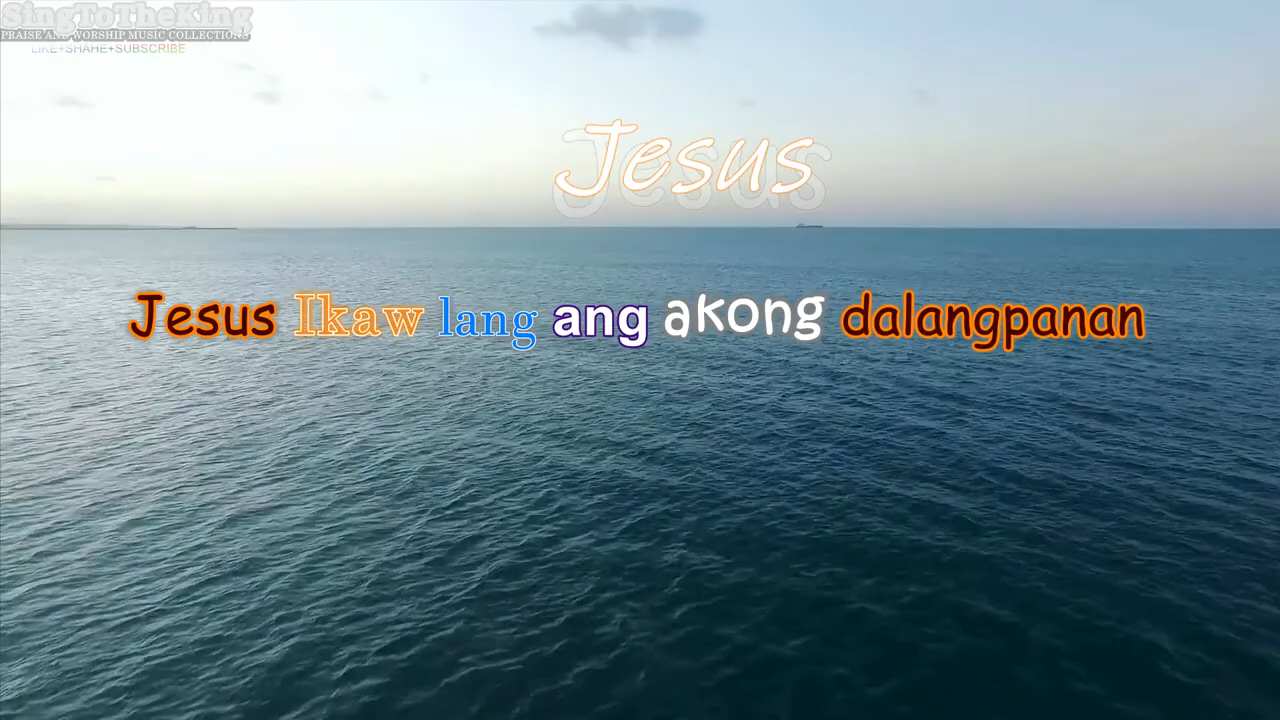 SingToTheKing
PRAISE AND WORSHIP MUSIC COLLECTIONS
LIKE+SHARE+SUBSCRIBE
Jesus
Jesus Ikaw lang ang akong dalangpanan